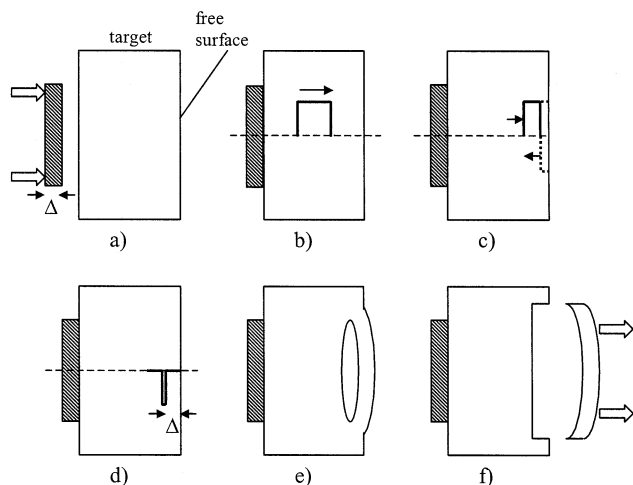 target
free
surface
Δ
a)
b)
c)
Δ
d)
e)
f)